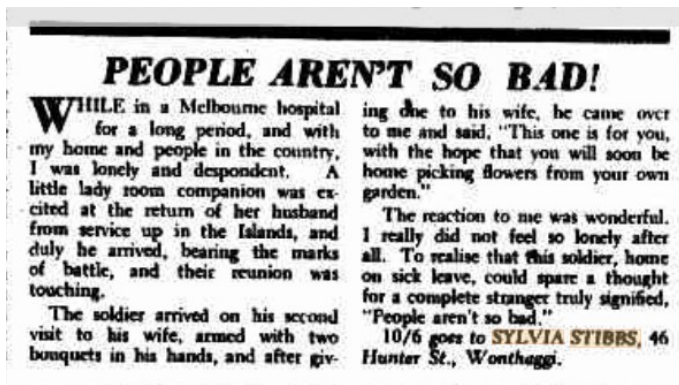 PEOPLE AREN'T SO BAD!
WHILE in a Melbourne hospital
for a long period, and with
my home and people in the country,
I was lonely and despondent. A
little lady room companion was ex-
cited at the return of her husband
from service up in the Islands, and
duly he arrived, bearing the marks
of battle, and their reunion was
touching.
The soldier arrived on his second
visit to his wife, armed with two
bouquets in his hands, and after giv-
ing one to his wife, he came over
to me and said, "This one is for you,
with the hope that you will soon be
home picking flowers from your own
garden."
The reaction to me was wonderful.
I really did not feel so lonely after
all. To realise that this soldier, home
on sick leave, could spare a thought
for a complete stranger truly signified,
"People aren't so bad."
10/6 goes to SYLVIA STIBBS, 46
Hunter St., Wonthaggi.